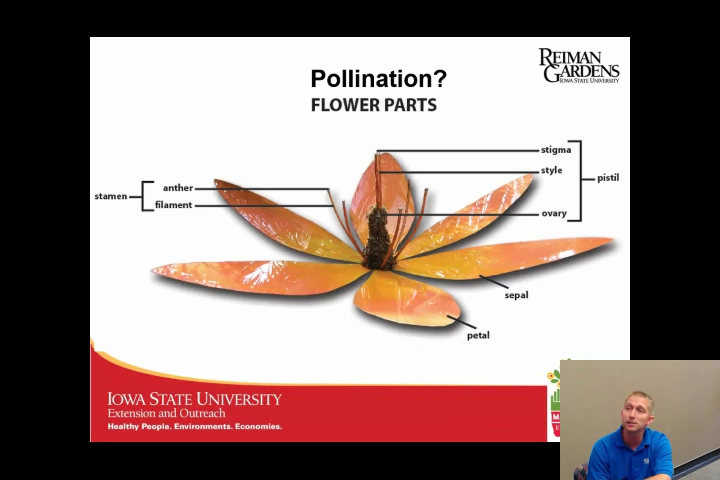 Pollination?
FLOWER PARTS
REIMAN
GARDENS
IOWA STATE UNIVERSITY
stigma
style
pistil
ovary
anther
stamen
filament
sepal
petal
IOWA STATE UNIVERSITY
Extension and Outreach
Healthy People. Environments. Economies.